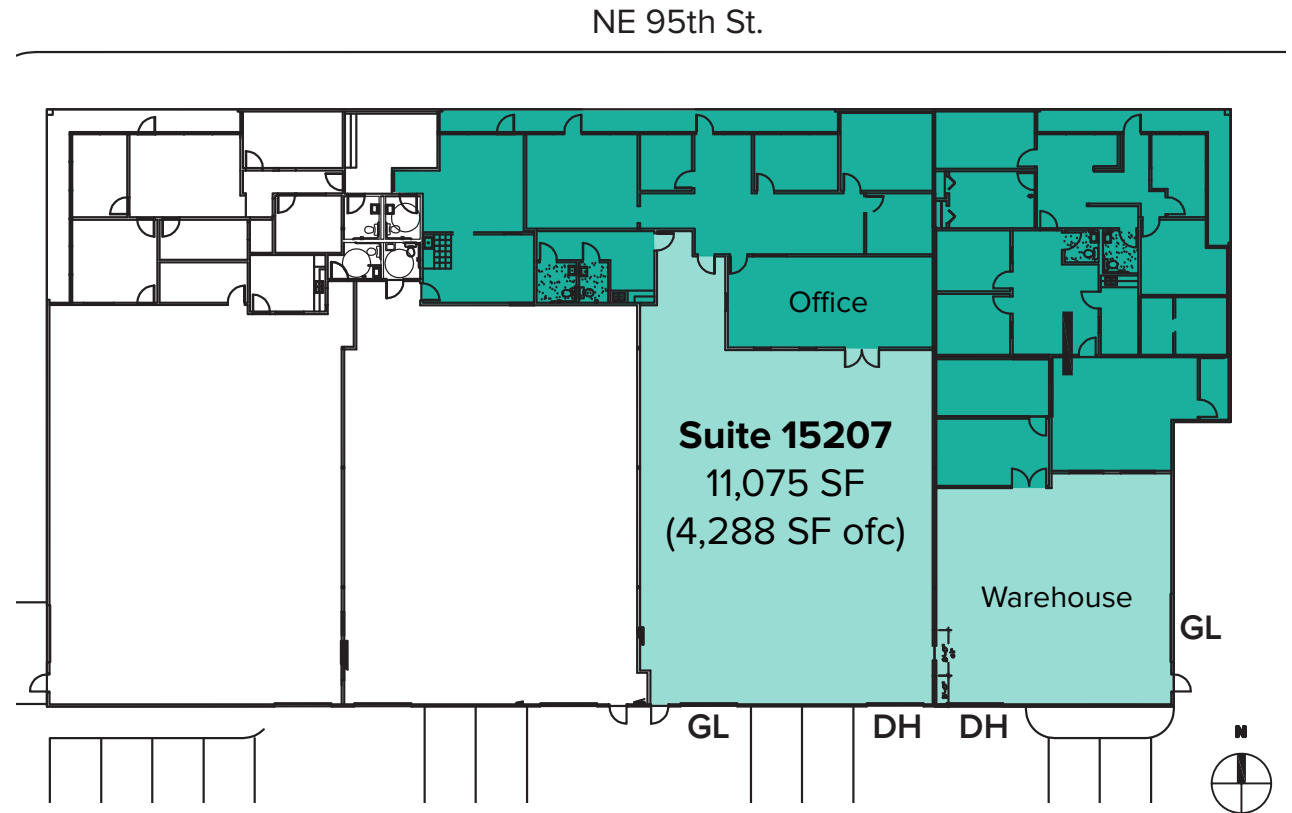 NE 95th St.
Office
Suite 15207
11,075 SF
(4,288 SF ofc)
Warehouse
GL
GL
DH
DH
N